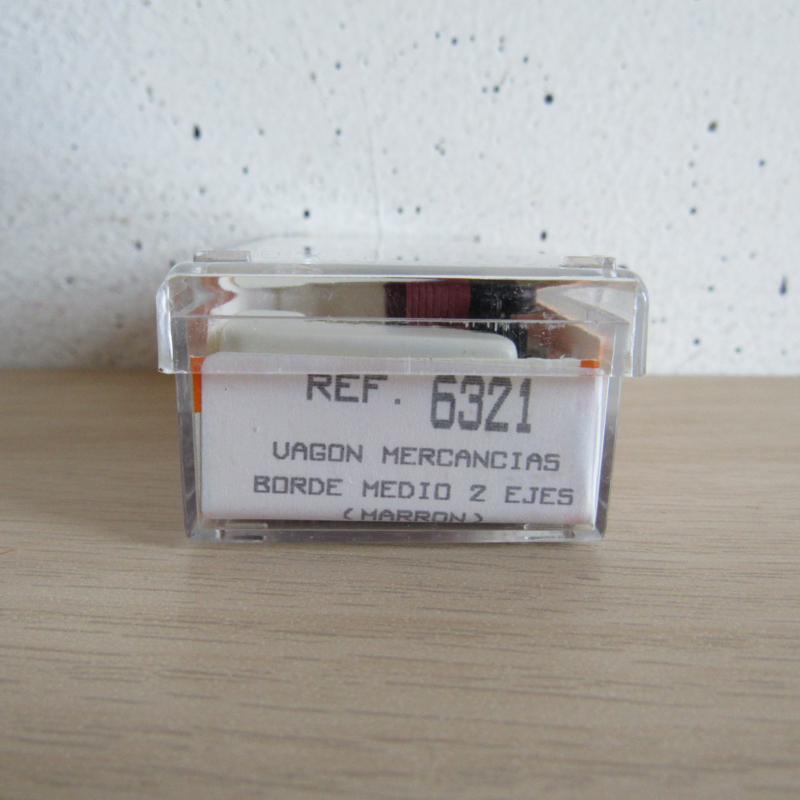 REF. 6321
VAGON MERCANCIAS
BORDE MEDIO 2 EJES
(MARRON)